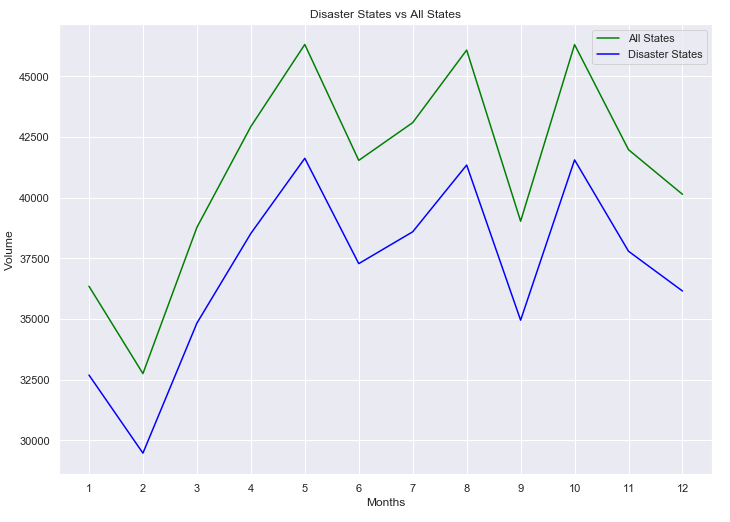 Disaster States vs All States
All States
Disaster States
45000
42500
40000
37500
35000
32500
30000
Volume
1 2 3 4 5 6 7 8 9 10 11 12
Months